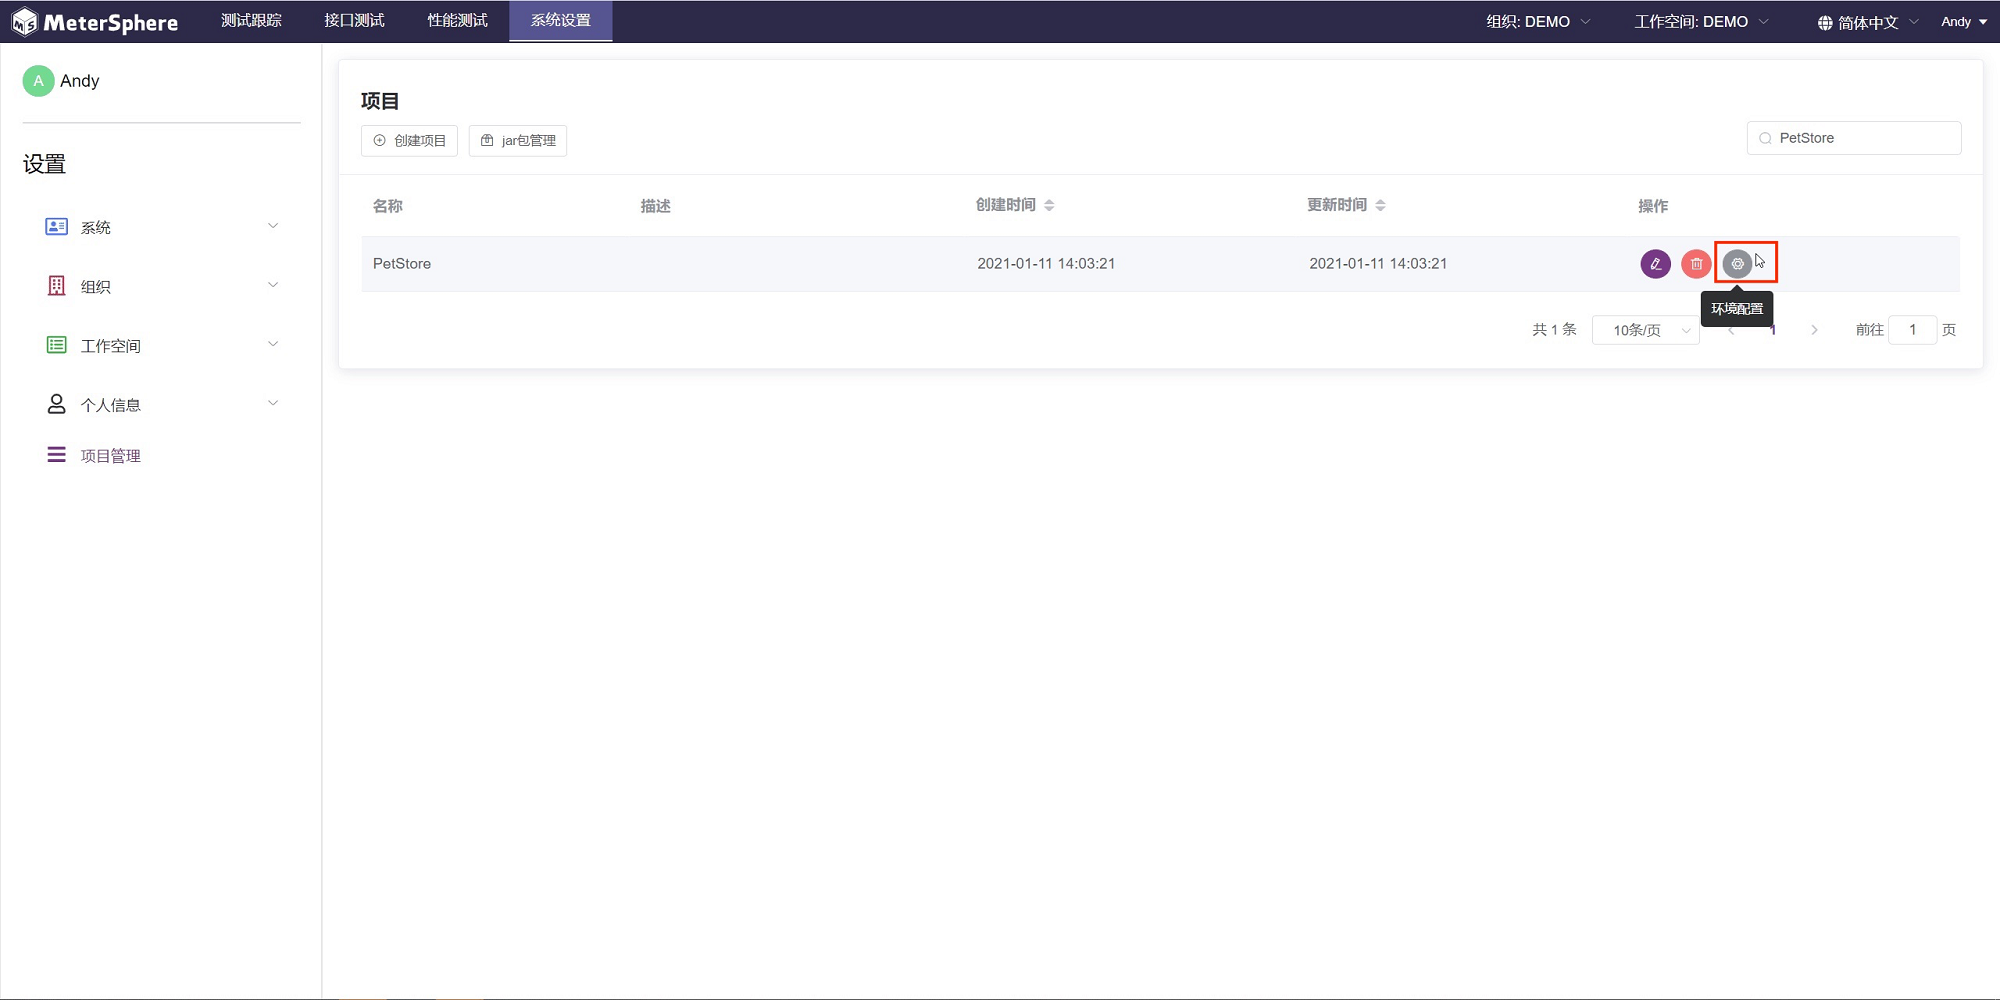 MeterSphere 测试跟踪 接口测试 性能测试 系统设置 组织: DEMO 工作空间: DEMO 简体中文 Andy
A Andy
设置
系统
组织
工作空间
个人信息
项目管理
项目
创建项目 jar包管理 PetStore
名称 描述 创建时间 更新时间 操作
PetStore 2021-01-11 14:03:21 2021-01-11 14:03:21
环境配置
共 1 条 10条/页 1 前往 1 页